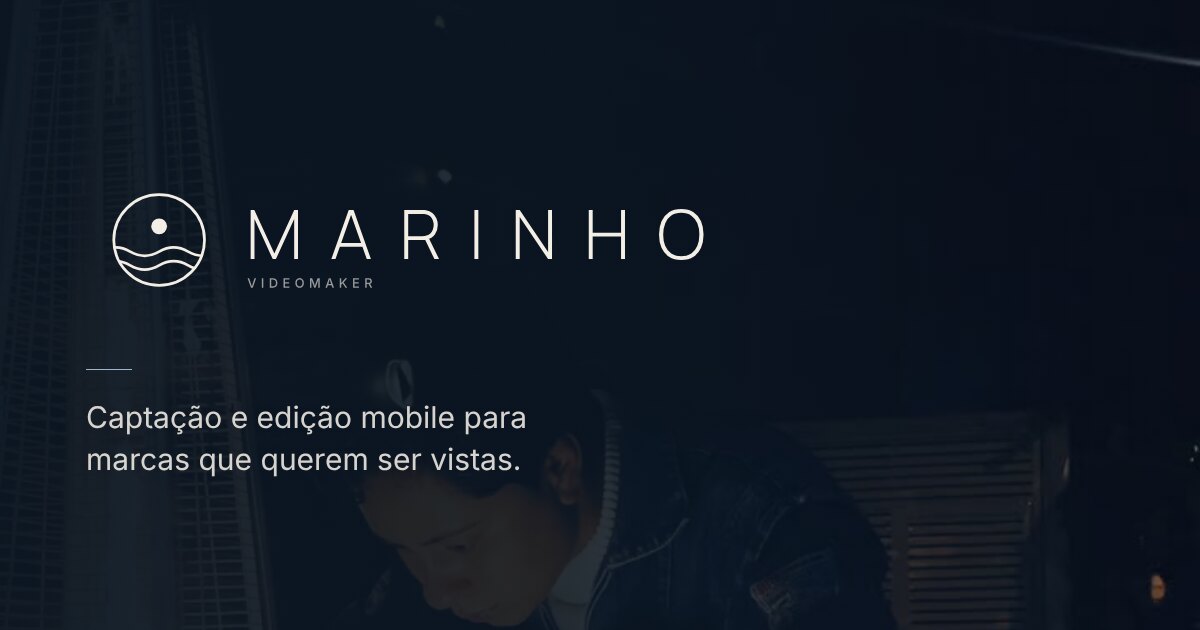 MARINHO
VIDEOMAKER
Captação e edição mobile para
marcas que querem ser vistas.